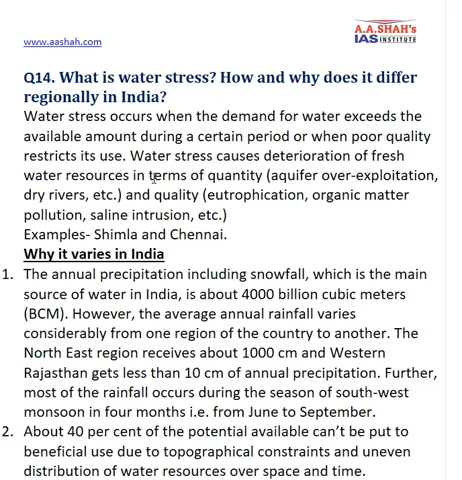 A.A.SHAH's
IAS INSTITUTE
www.aashah.com
Q14. What is water stress? How and why does it differ
regionally in India?
Water stress occurs when the demand for water exceeds the
available amount during a certain period or when poor quality
restricts its use. Water stress causes deterioration of fresh
water resources in terms of quantity (aquifer over-exploitation,
dry rivers, etc.) and quality (eutrophication, organic matter
pollution, saline intrusion, etc.)
Examples- Shimla and Chennai.
Why it varies in India
1. The annual precipitation including snowfall, which is the main
source of water in India, is about 4000 billion cubic meters
(BCM). However, the average annual rainfall varies
considerably from one region of the country to another. The
North East region receives about 1000 cm and Western
Rajasthan gets less than 10 cm of annual precipitation. Further,
most of the rainfall occurs during the season of south-west
monsoon in four months i.e. from June to September.
2. About 40 per cent of the potential available can't be put to
beneficial use due to topographical constraints and uneven
distribution of water resources over space and time.